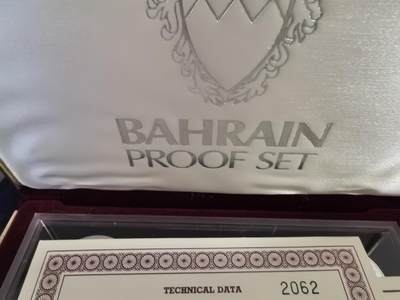 BAHRAIN
PROOF SET
TECHNICAL DATA 2062